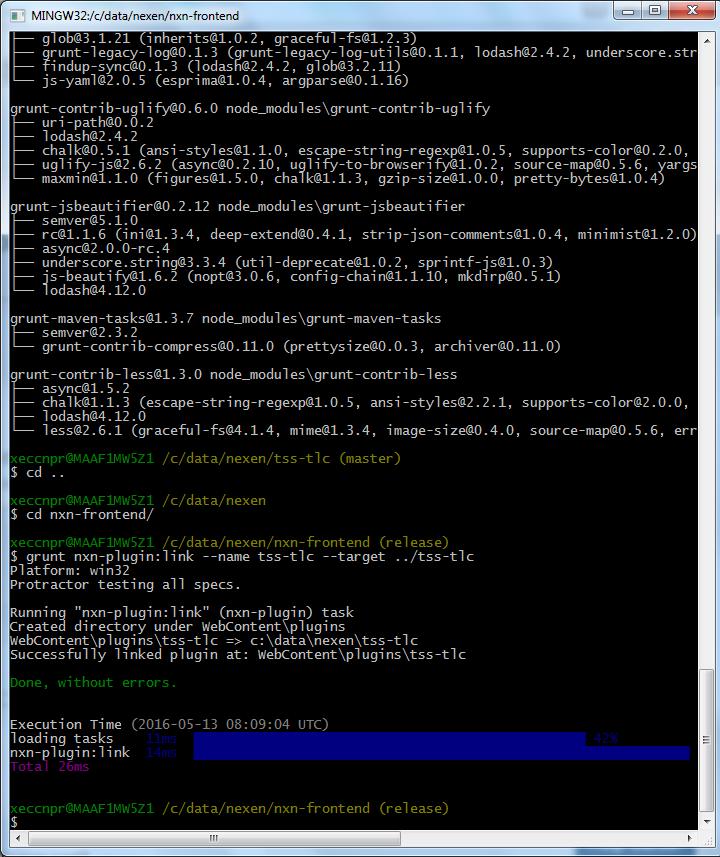 MINGW32:/c/data/nexen/nxn-frontend
├── glob@3.1.21 (inherits@1.0.2, graceful-fs@1.2.3)
├── grunt-legacy-log@0.1.3 (grunt-legacy-log-utils@0.1.1, lodash@2.4.2, underscore.str
├── findup-sync@0.1.3 (lodash@2.4.2, glob@3.2.11)
└── js-yaml@2.0.5 (esprima@1.0.4, argparse@0.1.16)
grunt-contrib-uglify@0.6.0 node_modules\grunt-contrib-uglify
├── uri-path@0.0.2
├── lodash@2.4.2
├── chalk@0.5.1 (ansi-styles@1.1.0, escape-string-regexp@1.0.5, supports-color@0.2.0,
├── uglify-js@2.6.2 (async@0.2.10, uglify-to-browserify@1.0.2, source-map@0.5.6, yargs
└── maxmin@1.1.0 (figures@1.5.0, chalk@1.1.3, gzip-size@1.0.0, pretty-bytes@1.0.4)
grunt-jsbeautifier@0.2.12 node_modules\grunt-jsbeautifier
├── semver@5.1.0
├── rc@1.1.6 (ini@1.3.4, deep-extend@0.4.1, strip-json-comments@1.0.4, minimist@1.2.0)
├── async@2.0.0-rc.4
├── underscore.string@3.3.4 (util-deprecate@1.0.2, sprintf-js@1.0.3)
├── js-beautify@1.6.2 (nopt@3.0.6, config-chain@1.1.10, mkdirp@0.5.1)
└── lodash@4.12.0
grunt-maven-tasks@1.3.7 node_modules\grunt-maven-tasks
├── semver@2.3.2
└── grunt-contrib-compress@0.11.0 (prettysize@0.0.3, archiver@0.11.0)
grunt-contrib-less@1.3.0 node_modules\grunt-contrib-less
├── async@1.5.2
├── chalk@1.1.3 (escape-string-regexp@1.0.5, ansi-styles@2.2.1, supports-color@2.0.0,
├── lodash@4.12.0
└── less@2.6.1 (graceful-fs@4.1.4, mime@1.3.4, image-size@0.4.0, source-map@0.5.6, err
xeccnpr@MAAF1MW5Z1 /c/data/nexen/tss-tlc (master)
$ cd ..
xeccnpr@MAAF1MW5Z1 /c/data/nexen
$ cd nxn-frontend/
xeccnpr@MAAF1MW5Z1 /c/data/nexen/nxn-frontend (release)
$ grunt nxn-plugin:link --name tss-tlc --target ../tss-tlc
Platform: win32
Protractor testing all specs.
Running "nxn-plugin:link" (nxn-plugin) task
Created directory under WebContent\plugins
WebContent\plugins\tss-tlc => c:\data\nexen\tss-tlc
Successfully linked plugin at: WebContent\plugins\tss-tlc
Done, without errors.
Execution Time (2016-05-13 08:09:04 UTC)
loading tasks 11ms 42%
nxn-plugin:link 14ms
Total 26ms
xeccnpr@MAAF1MW5Z1 /c/data/nexen/nxn-frontend (release)
$